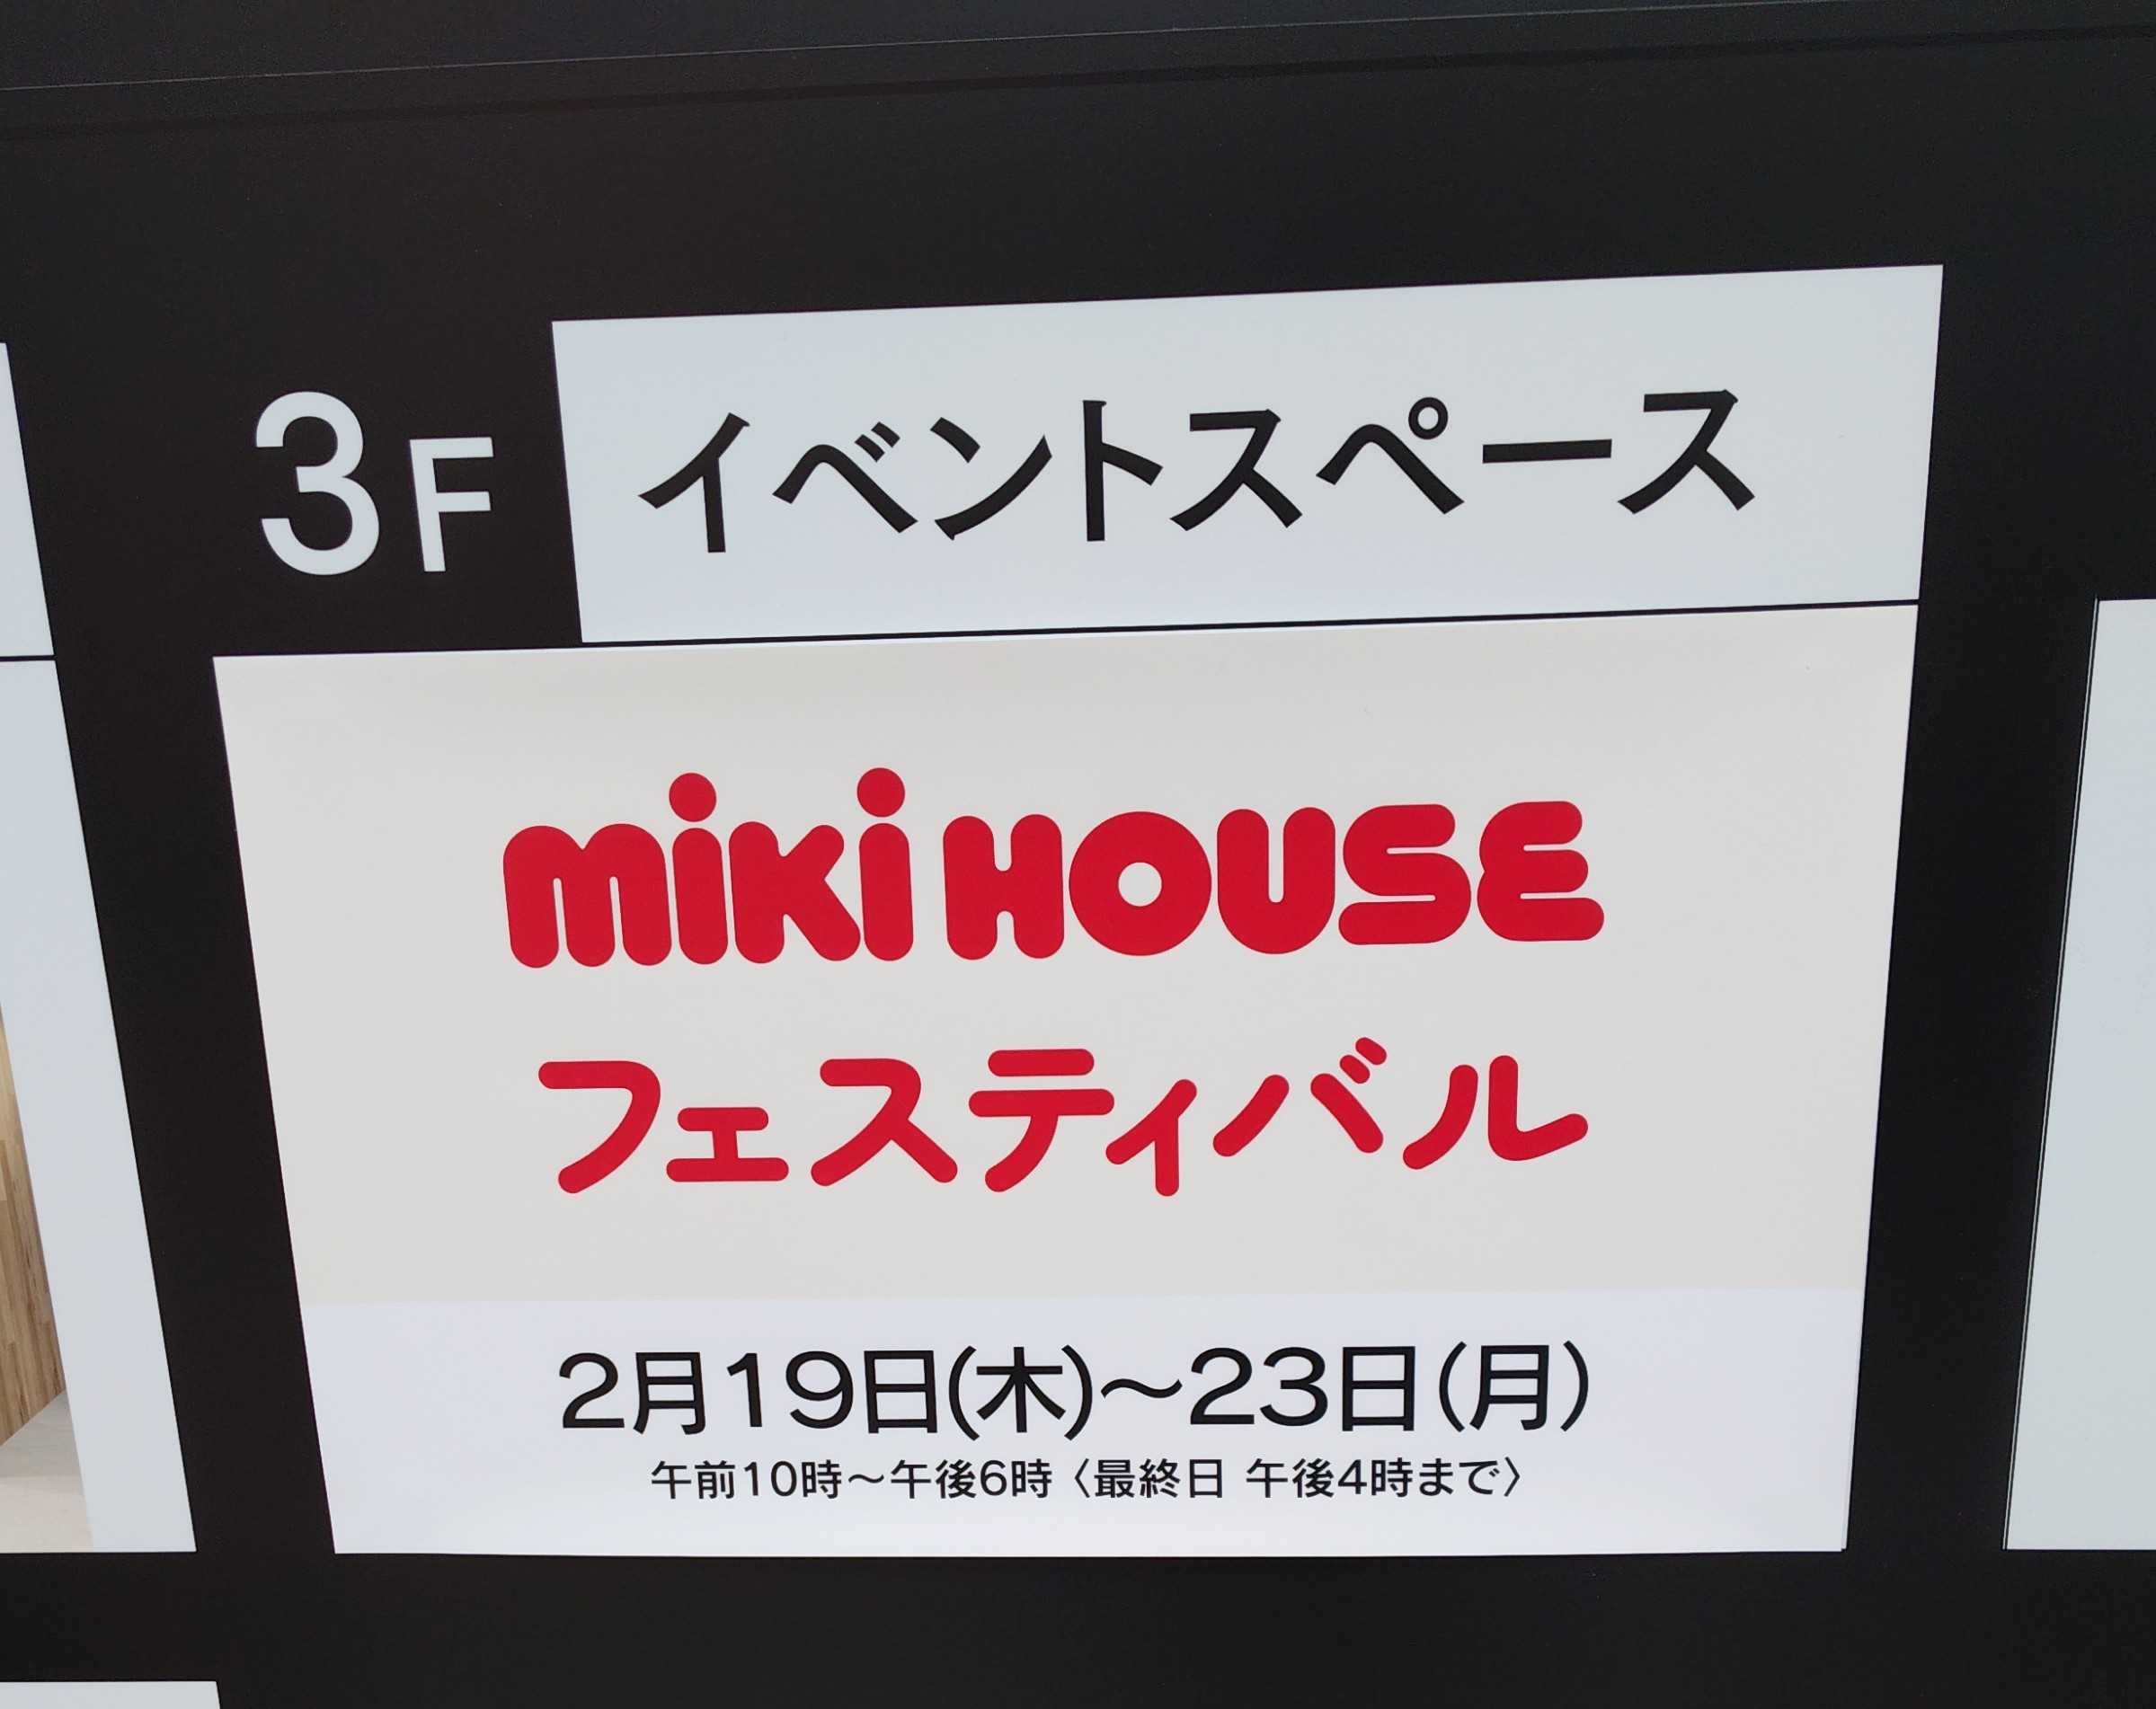 3F イベントスペース
miki HOUSE
フェスティバル
2月19日(木)～23日(月)
午前10時～午後6時〈最終日 午後4時まで〉